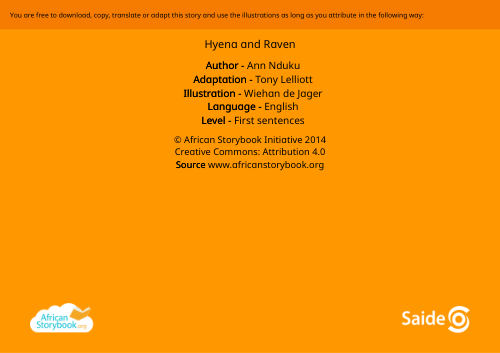 You are free to download, copy, translate or adapt this story and use the illustrations as long as you attribute in the following way:
Hyena and Raven
Author - Ann Nduku
Adaptation - Tony Lelliott
Illustration - Wiehan de Jager
Language - English
Level - First sentences
© African Storybook Initiative 2014
Creative Commons: Attribution 4.0
Source www.africanstorybook.org
African
Storybook.org
Saide